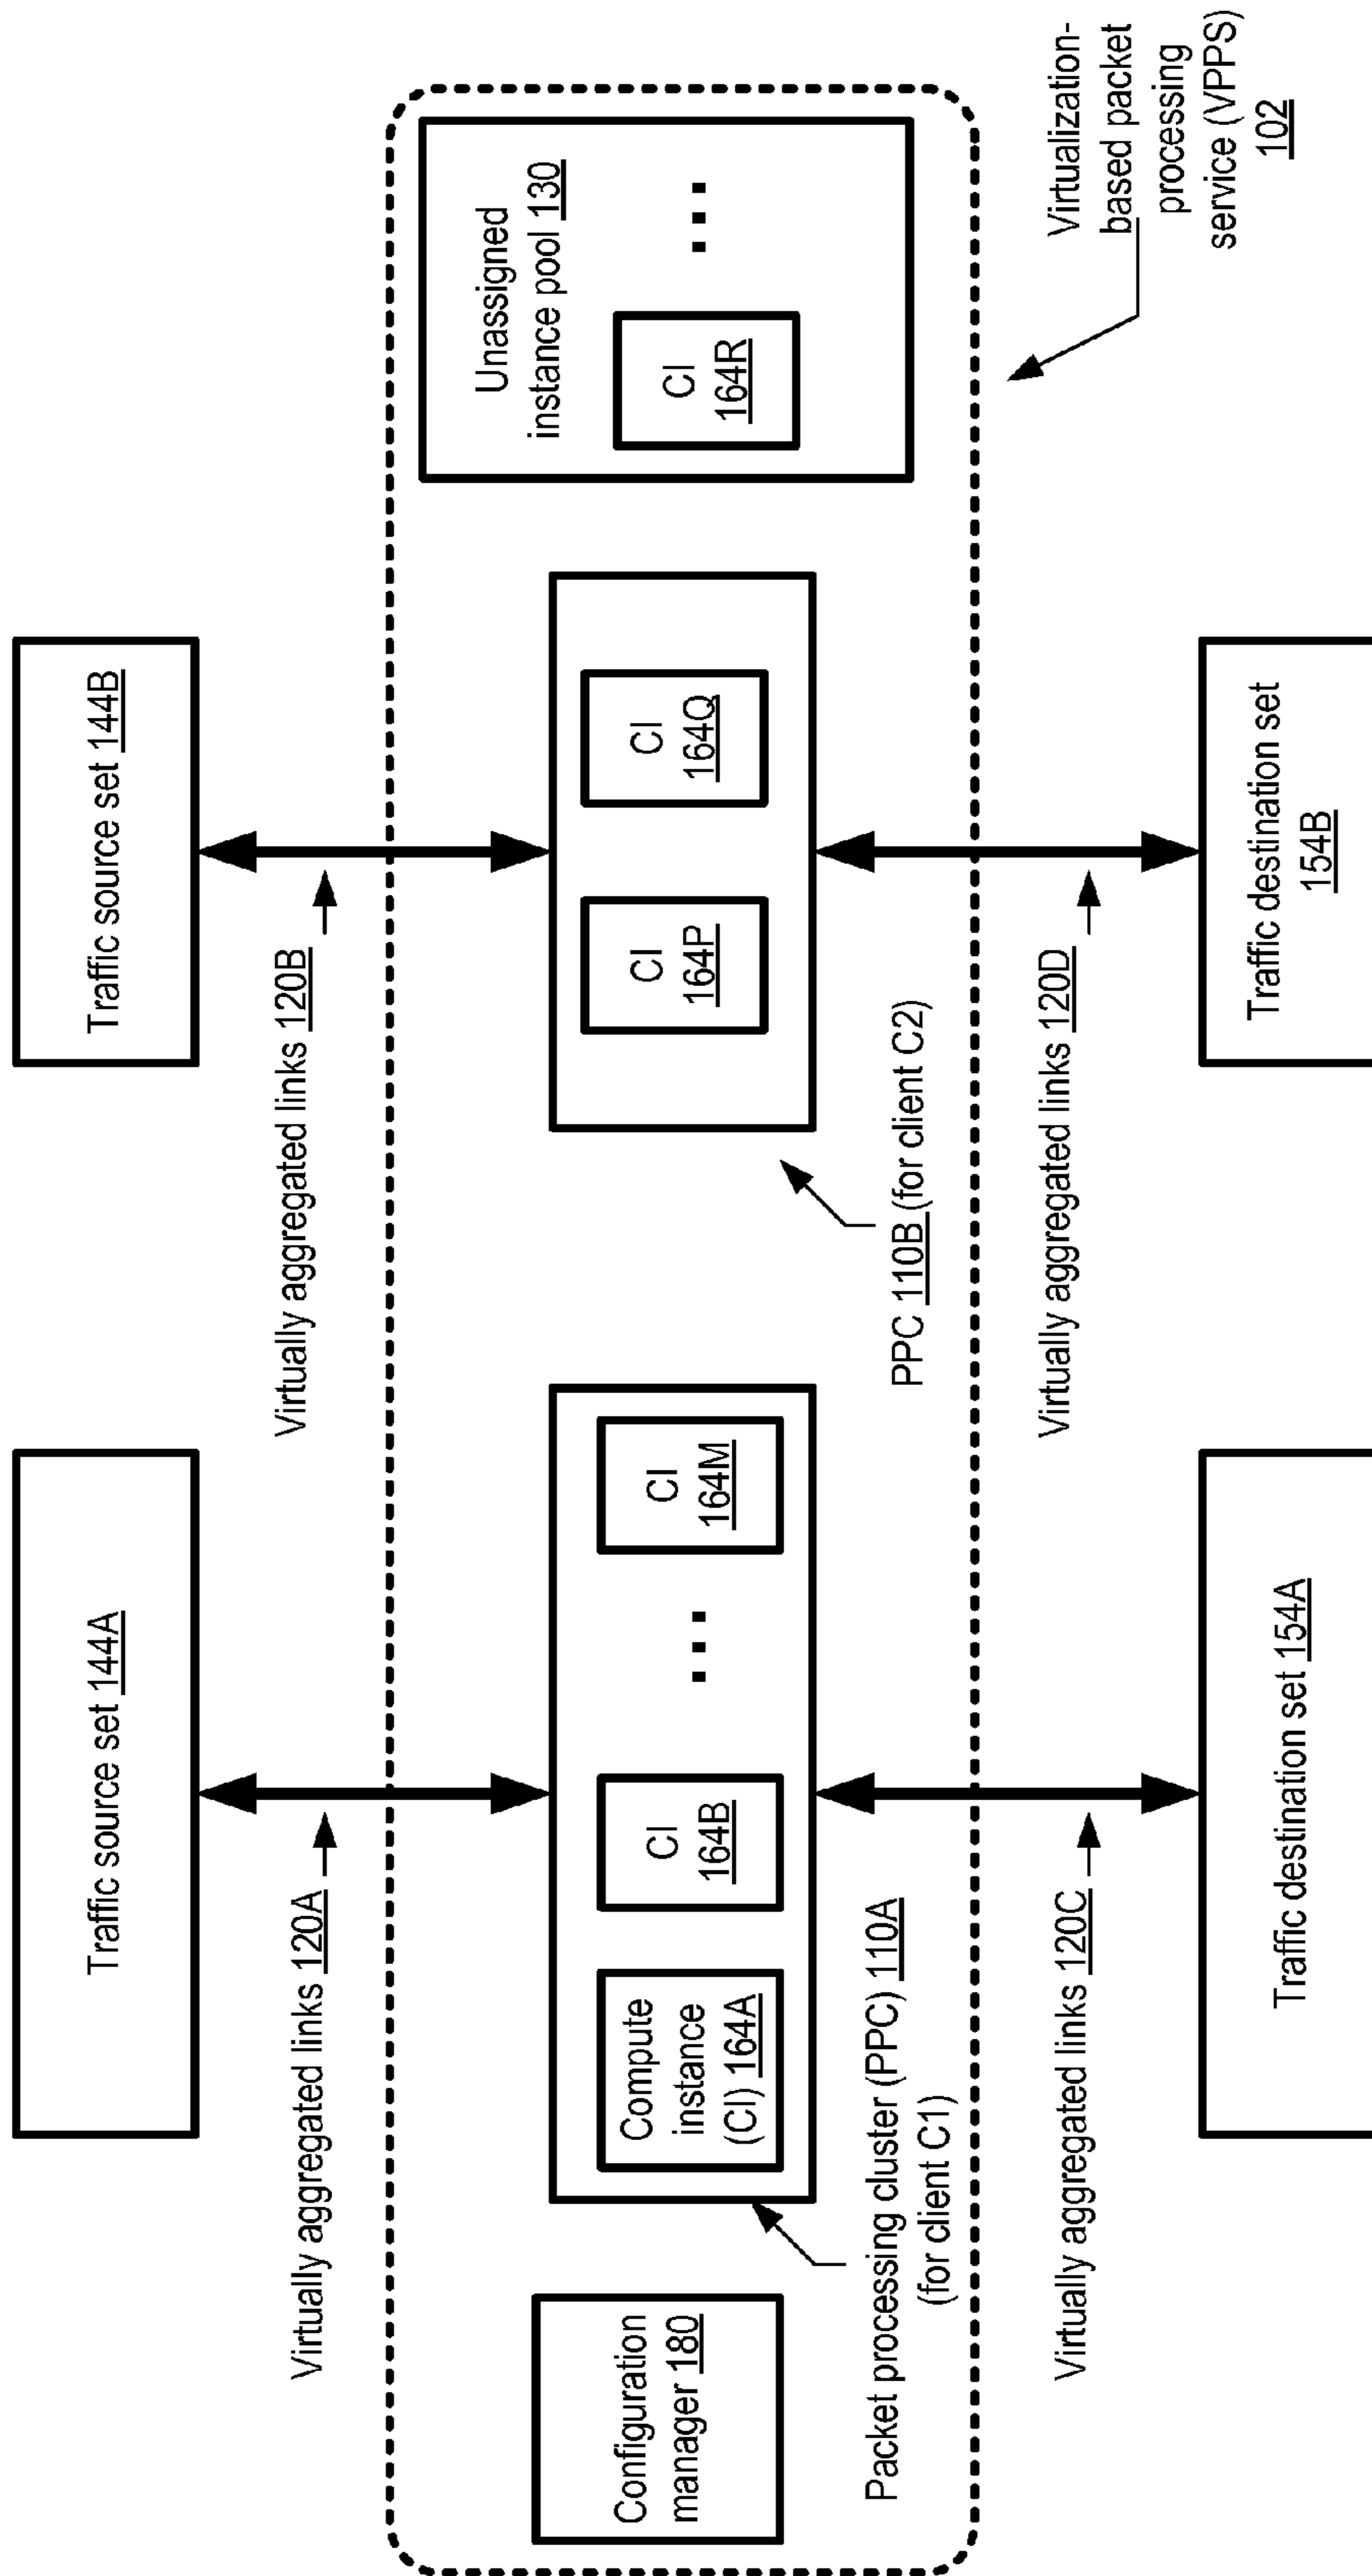 Traffic source set 144A
Traffic source set 144B
Virtually aggregated links 120A
Virtually aggregated links 120B
Configuration
manager 180
Compute
instance
(CI) 164A
CI
164B
...
CI
164M
CI
164P
CI
164Q
Unassigned
instance pool 130
CI
164R
...
Packet processing cluster (PPC) 110A
(for client C1)
PPC 110B (for client C2)
Virtually aggregated links 120C
Virtually aggregated links 120D
Virtualization-
based packet
processing
service (VPPS)
102
Traffic destination set 154A
Traffic destination set
154B